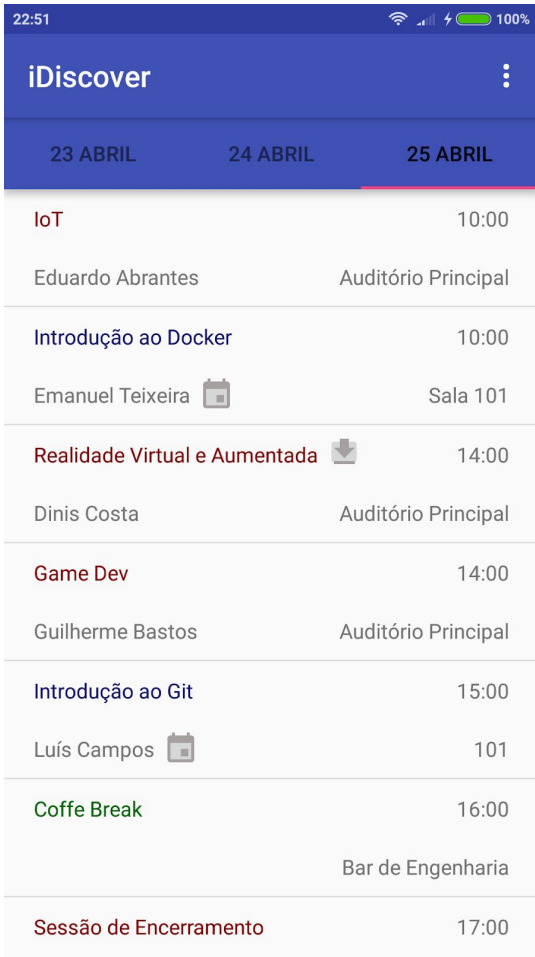 22:51 100%
iDiscover
23 ABRIL 24 ABRIL 25 ABRIL
IoT 10:00
Eduardo Abrantes Auditório Principal
Introdução ao Docker 10:00
Emanuel Teixeira Sala 101
Realidade Virtual e Aumentada 14:00
Dinis Costa Auditório Principal
Game Dev 14:00
Guilherme Bastos Auditório Principal
Introdução ao Git 15:00
Luís Campos 101
Coffe Break 16:00
Bar de Engenharia
Sessão de Encerramento 17:00